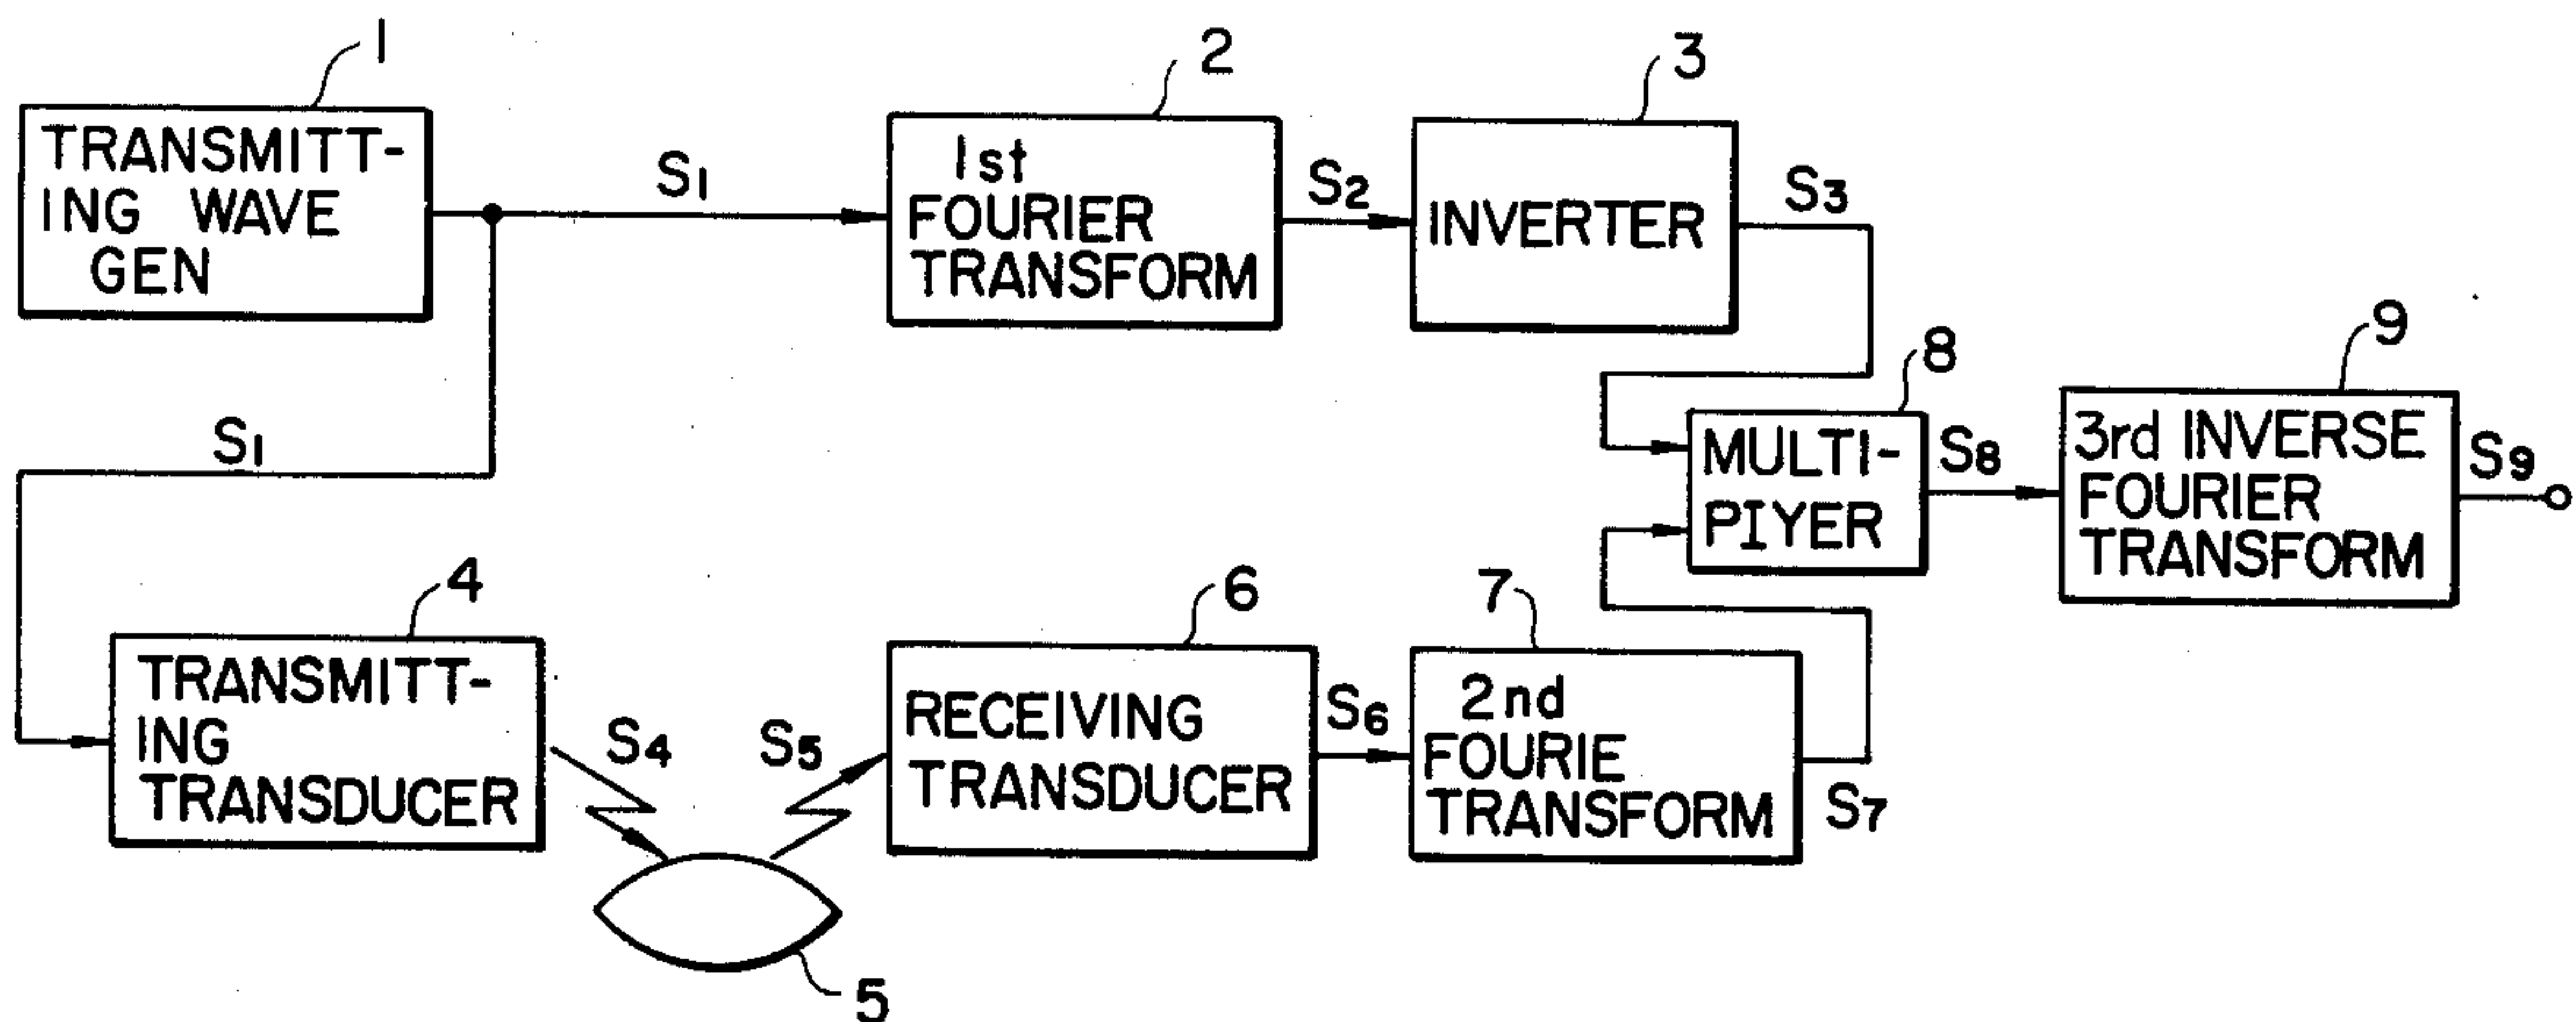 1
TRANSMITT-
ING WAVE
GEN
S1
2
1st
FOURIER
TRANSFORM
S2
3
INVERTER
S3
S1
4
TRANSMITT-
ING
TRANSDUCER
S4
5
S5
6
RECEIVING
TRANSDUCER
S6
7
2nd
FOURIE
TRANSFORM
S7
8
MULTI-
PIYER
S8
9
3rd INVERSE
FOURIER
TRANSFORM
S9